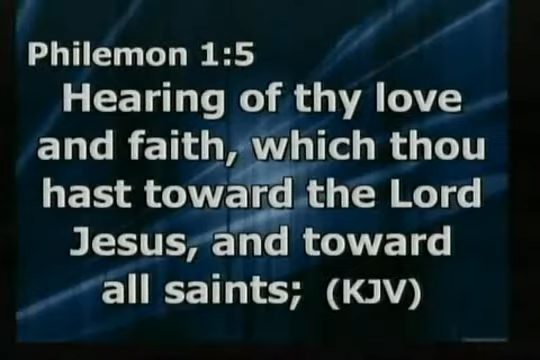 Philemon 1:5
Hearing of thy love
and faith, which thou
hast toward the Lord
Jesus, and toward
all saints; (KJV)